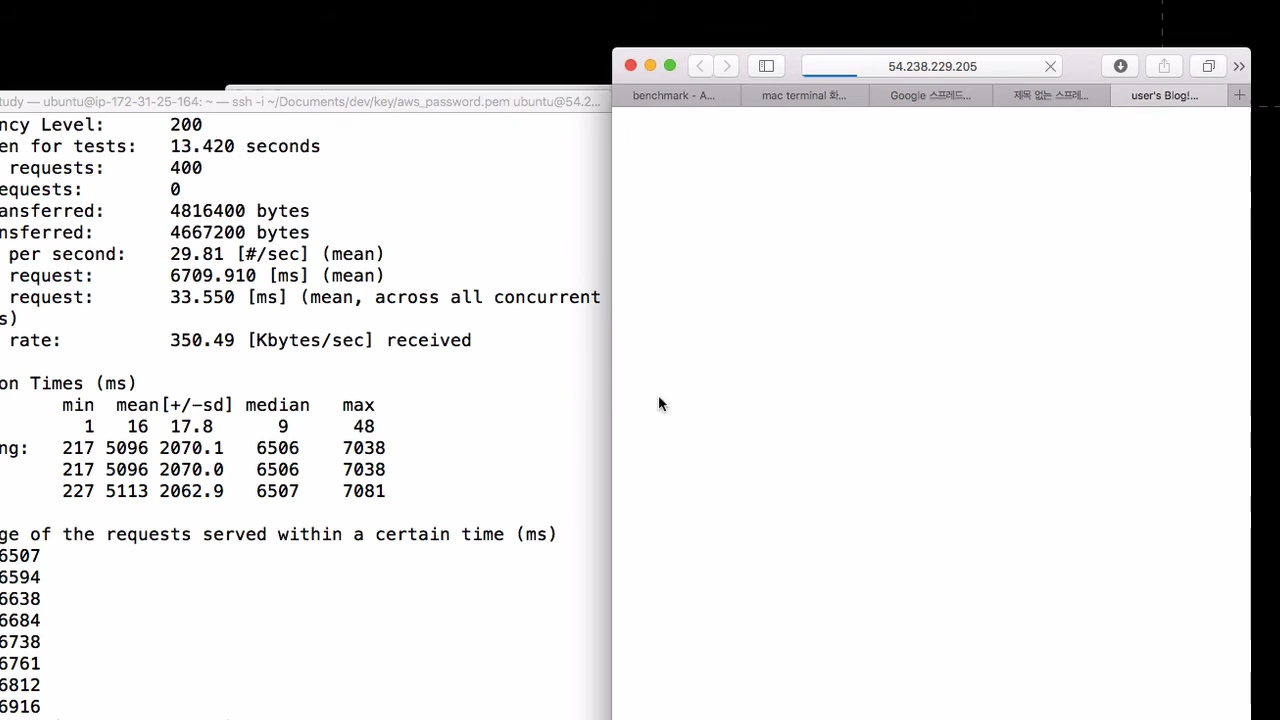 tudy — ubuntu@ip-172-31-25-164: ~ — ssh -i ~/Documents/dev/key/aws_password.pem ubuntu@54.2...
ncy Level: 200
en for tests: 13.420 seconds
requests: 400
equests: 0
ansferred: 4816400 bytes
nsferred: 4667200 bytes
per second: 29.81 [#/sec] (mean)
request: 6709.910 [ms] (mean)
request: 33.550 [ms] (mean, across all concurrent
s)
rate: 350.49 [Kbytes/sec] received
on Times (ms)
min mean[+/-sd] median max
1 16 17.8 9 48
ng: 217 5096 2070.1 6506 7038
217 5096 2070.0 6506 7038
227 5113 2062.9 6507 7081
ge of the requests served within a certain time (ms)
6507
6594
6638
6684
6738
6761
6812
6916
54.238.229.205
benchmark - A...
mac terminal 화...
Google 스프레드...
제목 없는 스프레...
user's Blog!...